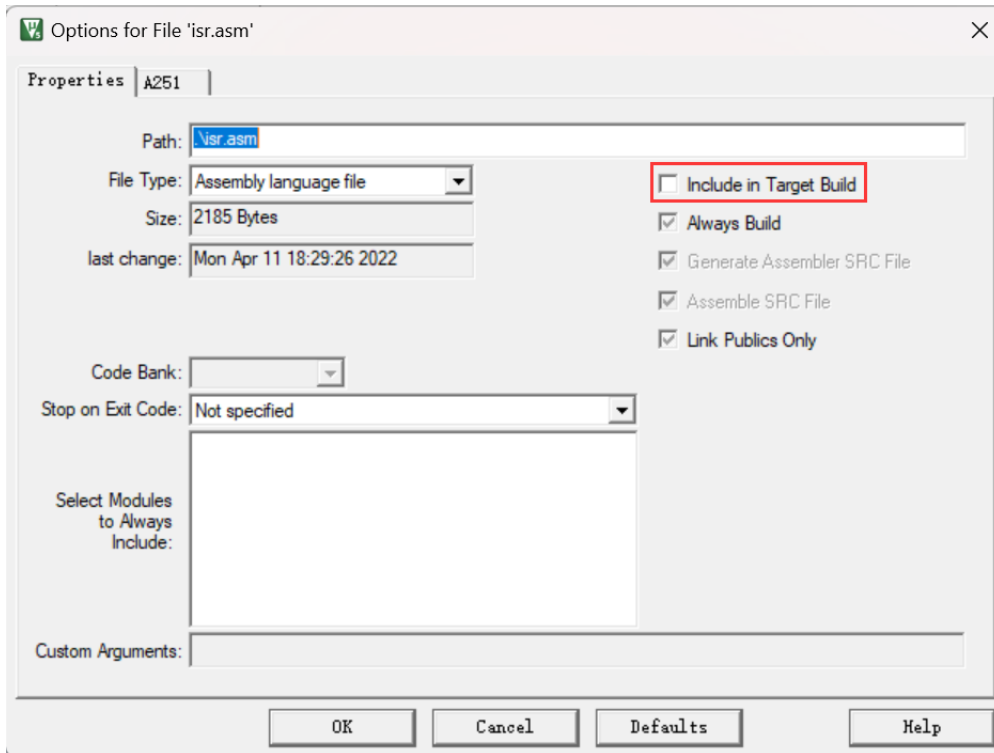 Options for File 'isr.asm'
Properties A251
Path: .\isr.asm
File Type: Assembly language file
Include in Target Build
Size: 2185 Bytes
Always Build
last change: Mon Apr 11 18:29:26 2022
Generate Assembler SRC File
Assemble SRC File
Link Publics Only
Code Bank:
Stop on Exit Code: Not specified
Select Modules
to Always
Include:
Custom Arguments:
OK Cancel Defaults Help